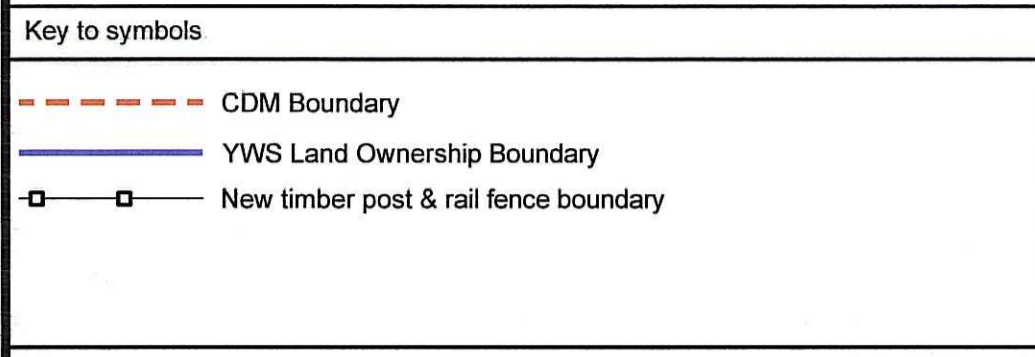 Key to symbols
CDM Boundary
YWS Land Ownership Boundary
New timber post & rail fence boundary